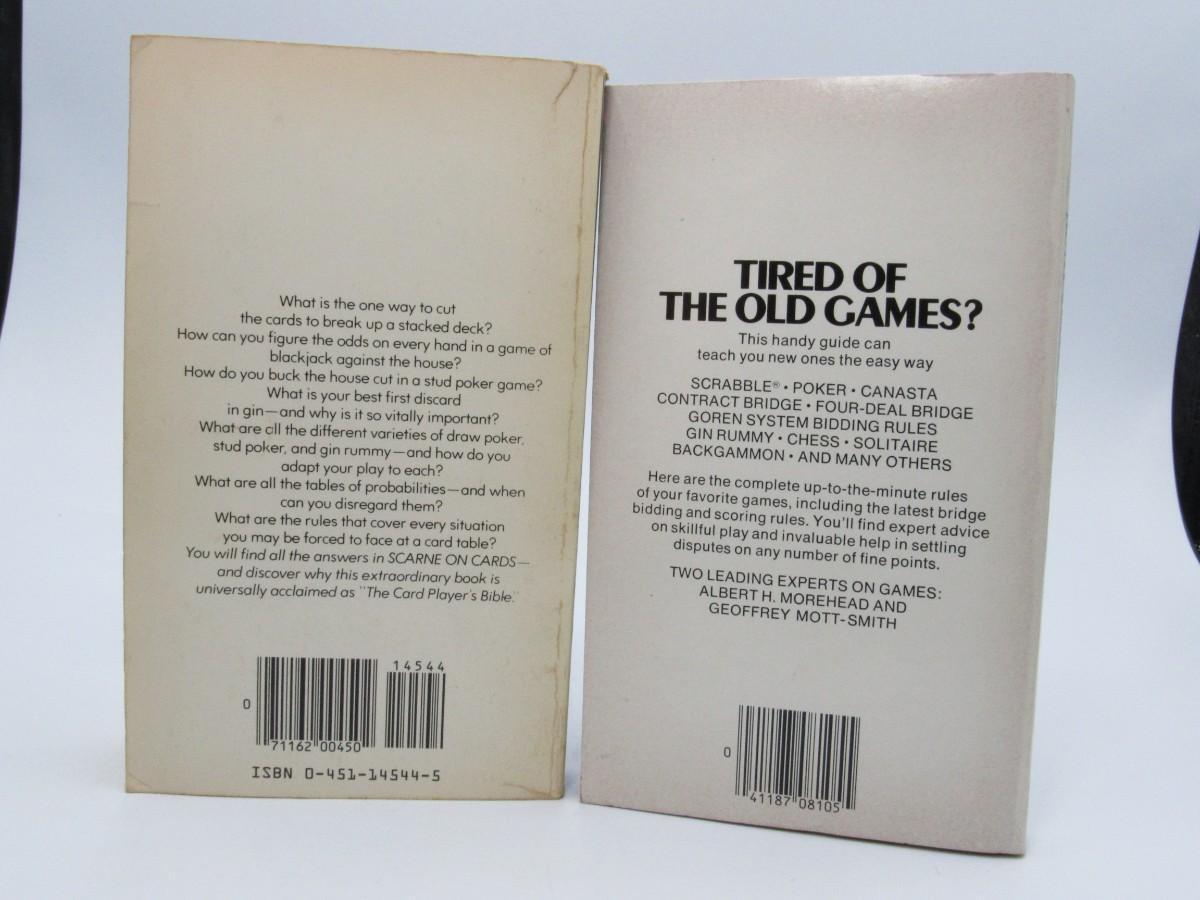 What is the one way to cut
the cards to break up a stacked deck?
How can you figure the odds on every hand in a game of
blackjack against the house?
How do you buck the house cut in a stud poker game?
What is your best first discard
in gin—and why is it so vitally important?
What are all the different varieties of draw poker,
stud poker, and gin rummy—and how do you
adapt your play to each?
What are all the tables of probabilities—and when
can you disregard them?
What are the rules that cover every situation
you may be forced to face at a card table?
You will find all the answers in SCARNE ON CARDS—
and discover why this extraordinary book is
universally acclaimed as "The Card Player's Bible."
14544
0
71162 00450
ISBN 0-451-14544-5
TIRED OF
THE OLD GAMES?
This handy guide can
teach you new ones the easy way
SCRABBLE® • POKER • CANASTA
CONTRACT BRIDGE • FOUR-DEAL BRIDGE
GOREN SYSTEM BIDDING RULES
GIN RUMMY • CHESS • SOLITAIRE
BACKGAMMON • AND MANY OTHERS
Here are the complete up-to-the-minute rules
of your favorite games, including the latest bridge
bidding and scoring rules. You'll find expert advice
on skillful play and invaluable help in settling
disputes on any number of fine points.
TWO LEADING EXPERTS ON GAMES:
ALBERT H. MOREHEAD AND
GEOFFREY MOTT-SMITH
0
41187 08105